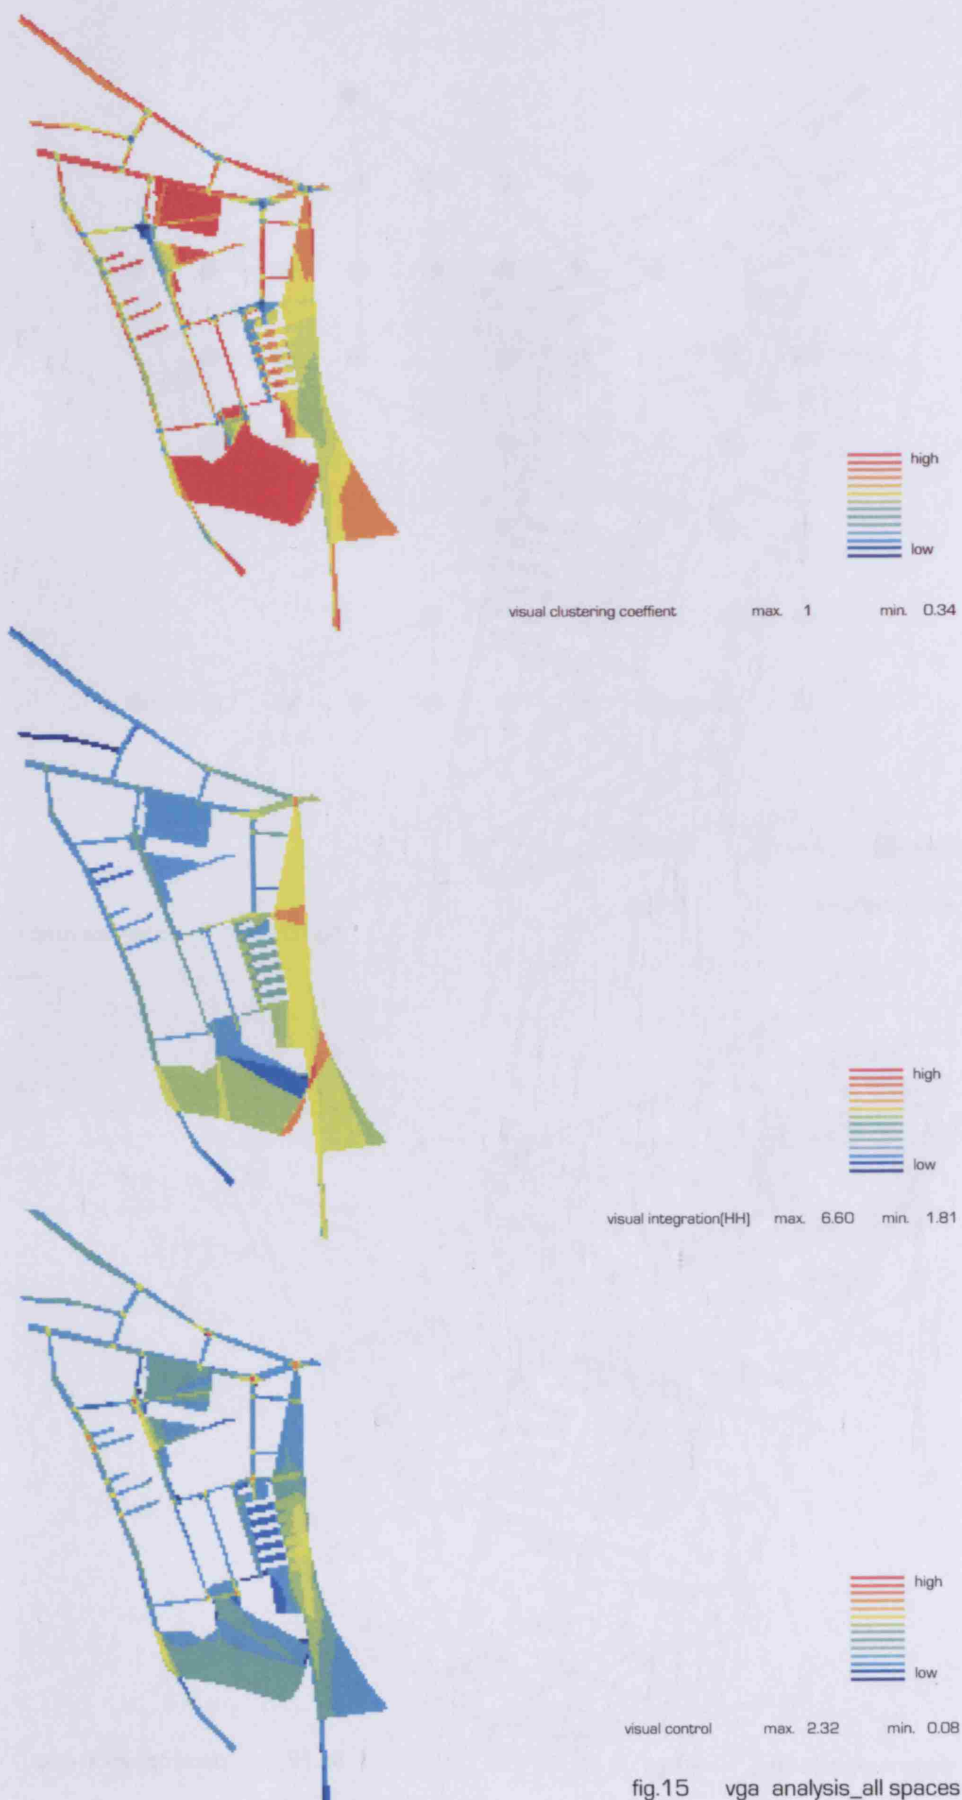 high
low
visual clustering coeffient max. 1 min. 0.34
high
low
visual integration[HH] max. 6.60 min. 1.81
high
low
visual control max. 2.32 min. 0.08
fig.15 vga analysis_all spaces